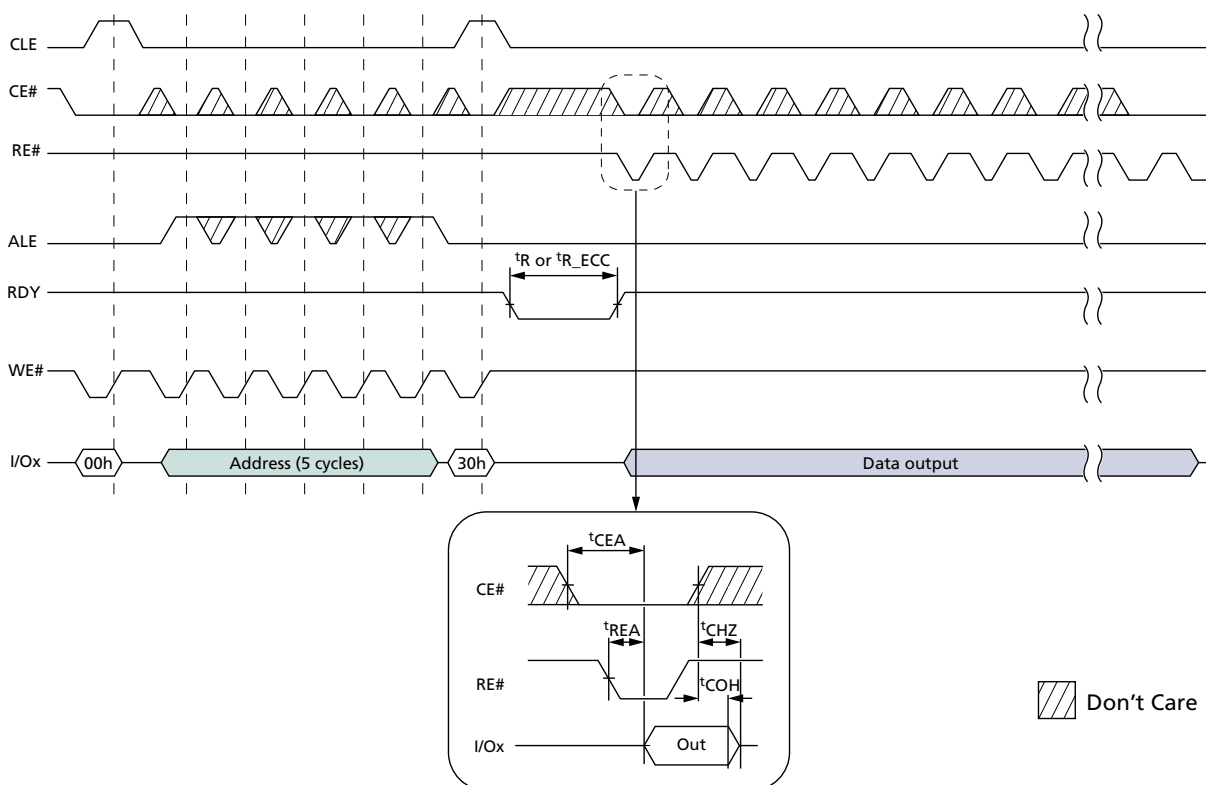 CLE
CE#
RE#
ALE
tR or tR_ECC
RDY
WE#
I/Ox 00h Address (5 cycles) 30h Data output
tCEA
CE#
tREA tCHZ
RE# tCOH
I/Ox Out
Don't Care